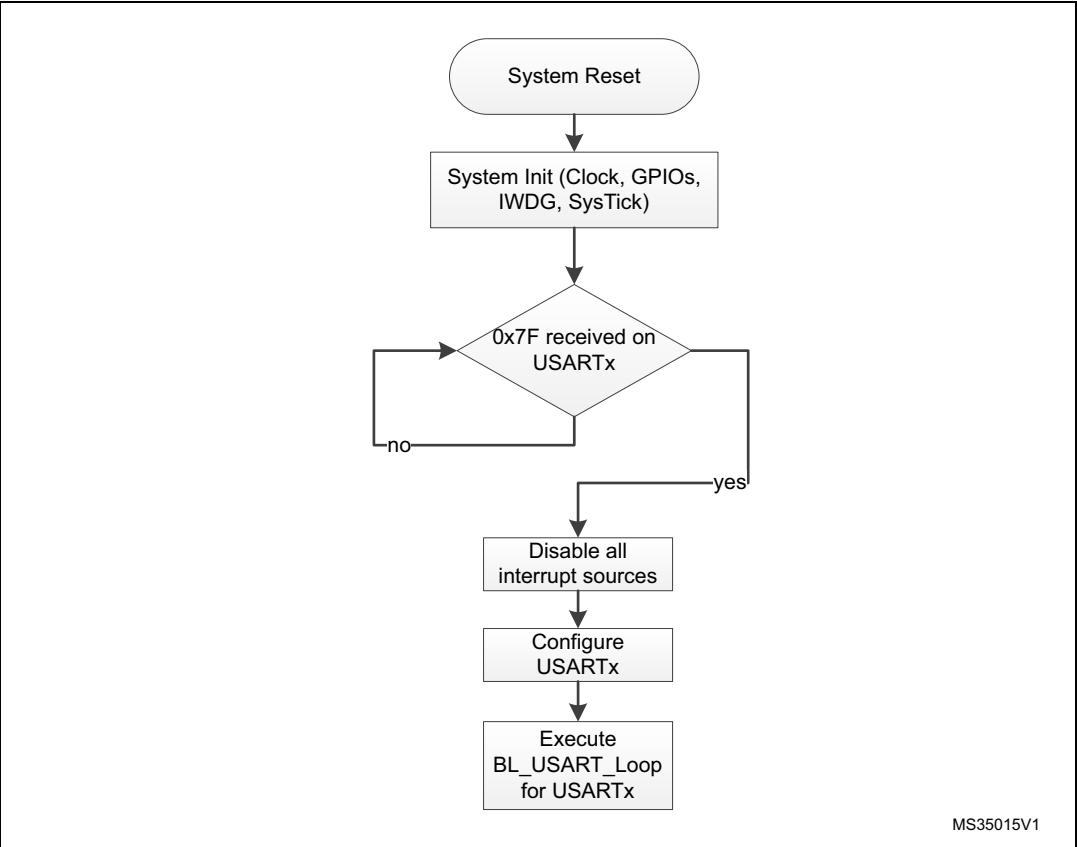 System Reset
System Init (Clock, GPIOs,
IWDG, SysTick)
0x7F received on
USARTx
no
yes
Disable all
interrupt sources
Configure
USARTx
Execute
BL_USART_Loop
for USARTx
MS35015V1